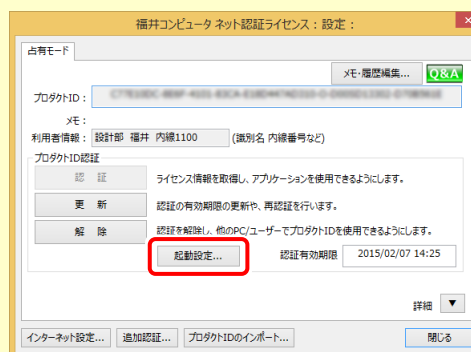 福井コンピュータ ネット認証ライセンス：設定：
占有モード
メモ・履歴編集... Q&A
プロダクトID：
メモ：
利用者情報： 設計部 福井 内線1100 (識別名 内線番号など)
プロダクトID認証
認 証 ライセンス情報を取得し、アプリケーションを使用できるようにします。
更 新 認証の有効期限の更新や、再認証を行います。
解 除 認証を解除し、他のPC/ユーザーでプロダクトIDを使用できるようにします。
起動設定... 認証有効期限 2015/02/07 14:25
詳細 ▼
インターネット設定... 追加認証... プロダクトIDのインポート... 閉じる